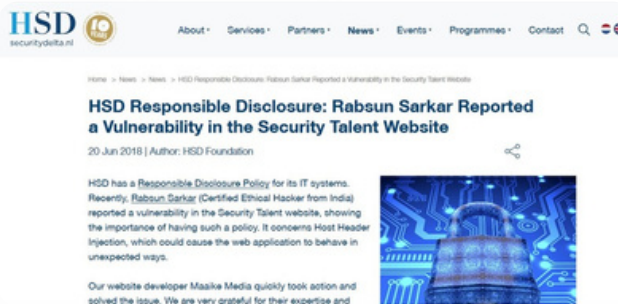 HSD
securitydelta.nl
10
YEARS
About Services Partners News Events Programmes Contact
Home > News > News > HSD Responsible Disclosure: Rabsun Sarkar Reported a Vulnerability in the Security Talent Website
HSD Responsible Disclosure: Rabsun Sarkar Reported
a Vulnerability in the Security Talent Website
20 Jun 2018 | Author: HSD Foundation
HSD has a Responsible Disclosure Policy for its IT systems.
Recently, Rabsun Sarkar (Certified Ethical Hacker from India)
reported a vulnerability in the Security Talent website, showing
the importance of having such a policy. It concerns Host Header
Injection, which could cause the web application to behave in
unexpected ways.
Our website developer Maaike Media quickly took action and
solved the issue. We are very grateful for their expertise and